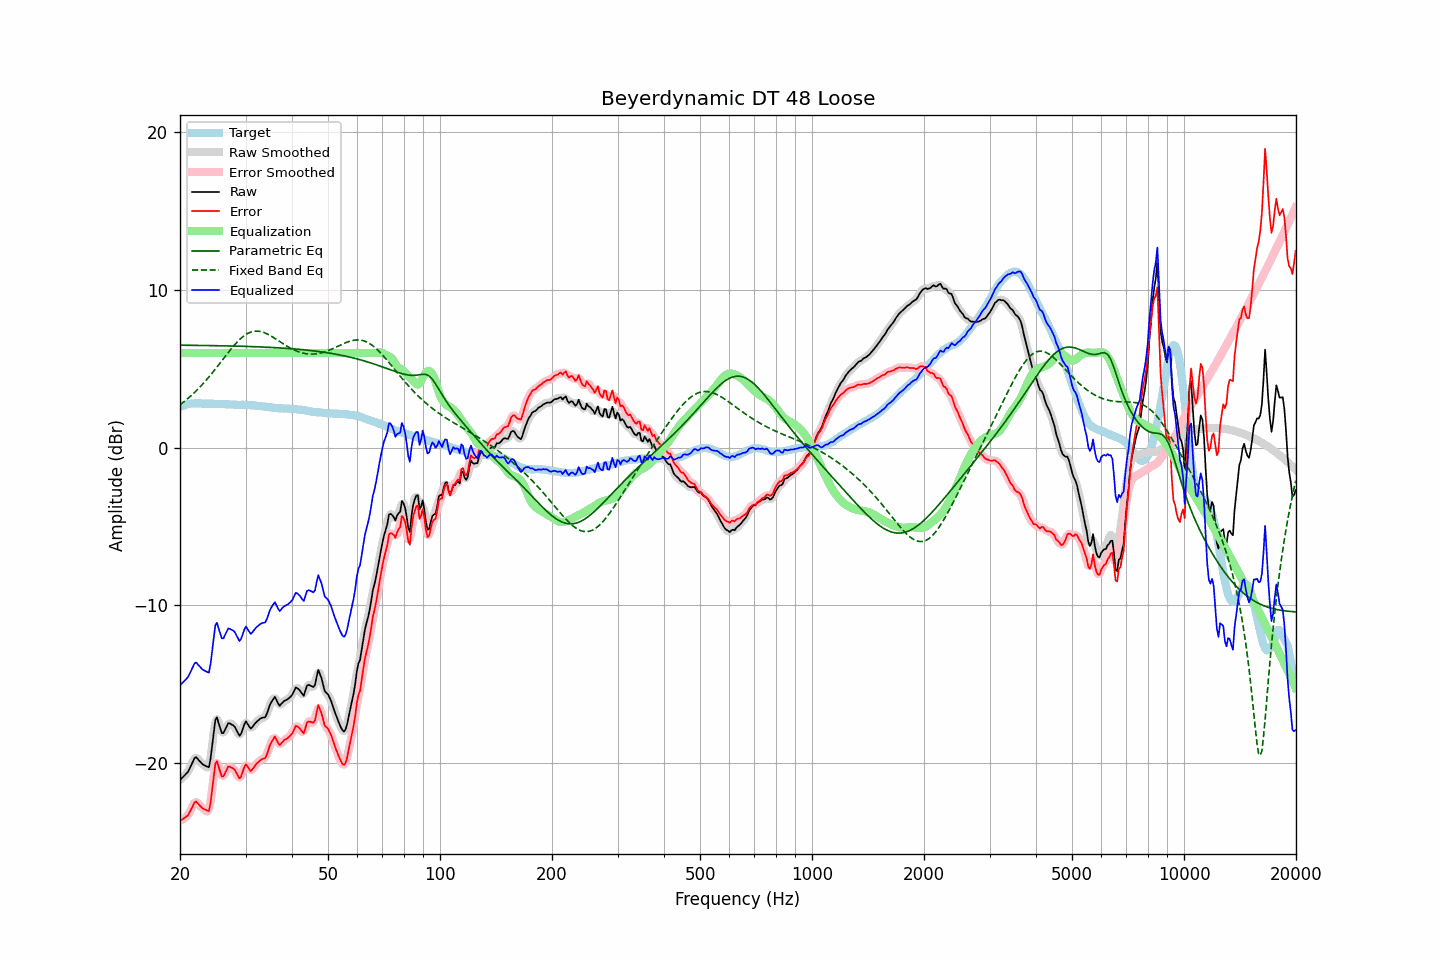 Beyerdynamic DT 48 Loose
Target
Raw Smoothed
Error Smoothed
Raw
Error
Equalization
Parametric Eq
Fixed Band Eq
Equalized
20
10
0
−10
−20
Amplitude (dBr)
20
50
100
200
500
1000
2000
5000
10000
20000
Frequency (Hz)